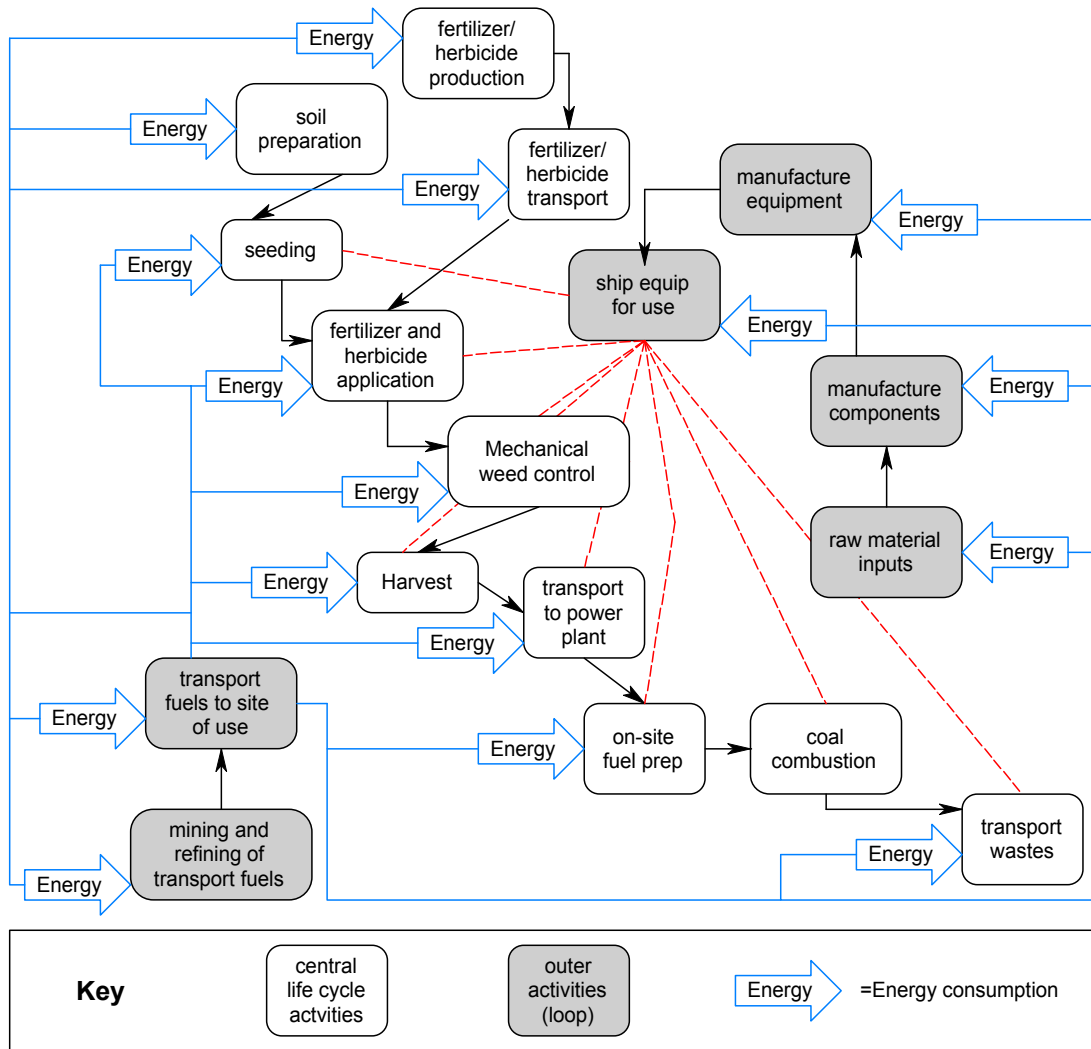 Energy
fertilizer/
herbicide
production
Energy
soil
preparation
Energy
fertilizer/
herbicide
transport
manufacture
equipment
Energy
Energy
seeding
ship equip
for use
Energy
Energy
fertilizer and
herbicide
application
manufacture
components
Energy
Energy
Mechanical
weed control
raw material
inputs
Energy
Energy
Harvest
Energy
transport
to power
plant
Energy
transport
fuels to site
of use
Energy
on-site
fuel prep
coal
combustion
Energy
mining and
refining of
transport fuels
Energy
transport
wastes
Key
central
life cycle
actvities
outer
activities
(loop)
Energy
=Energy consumption